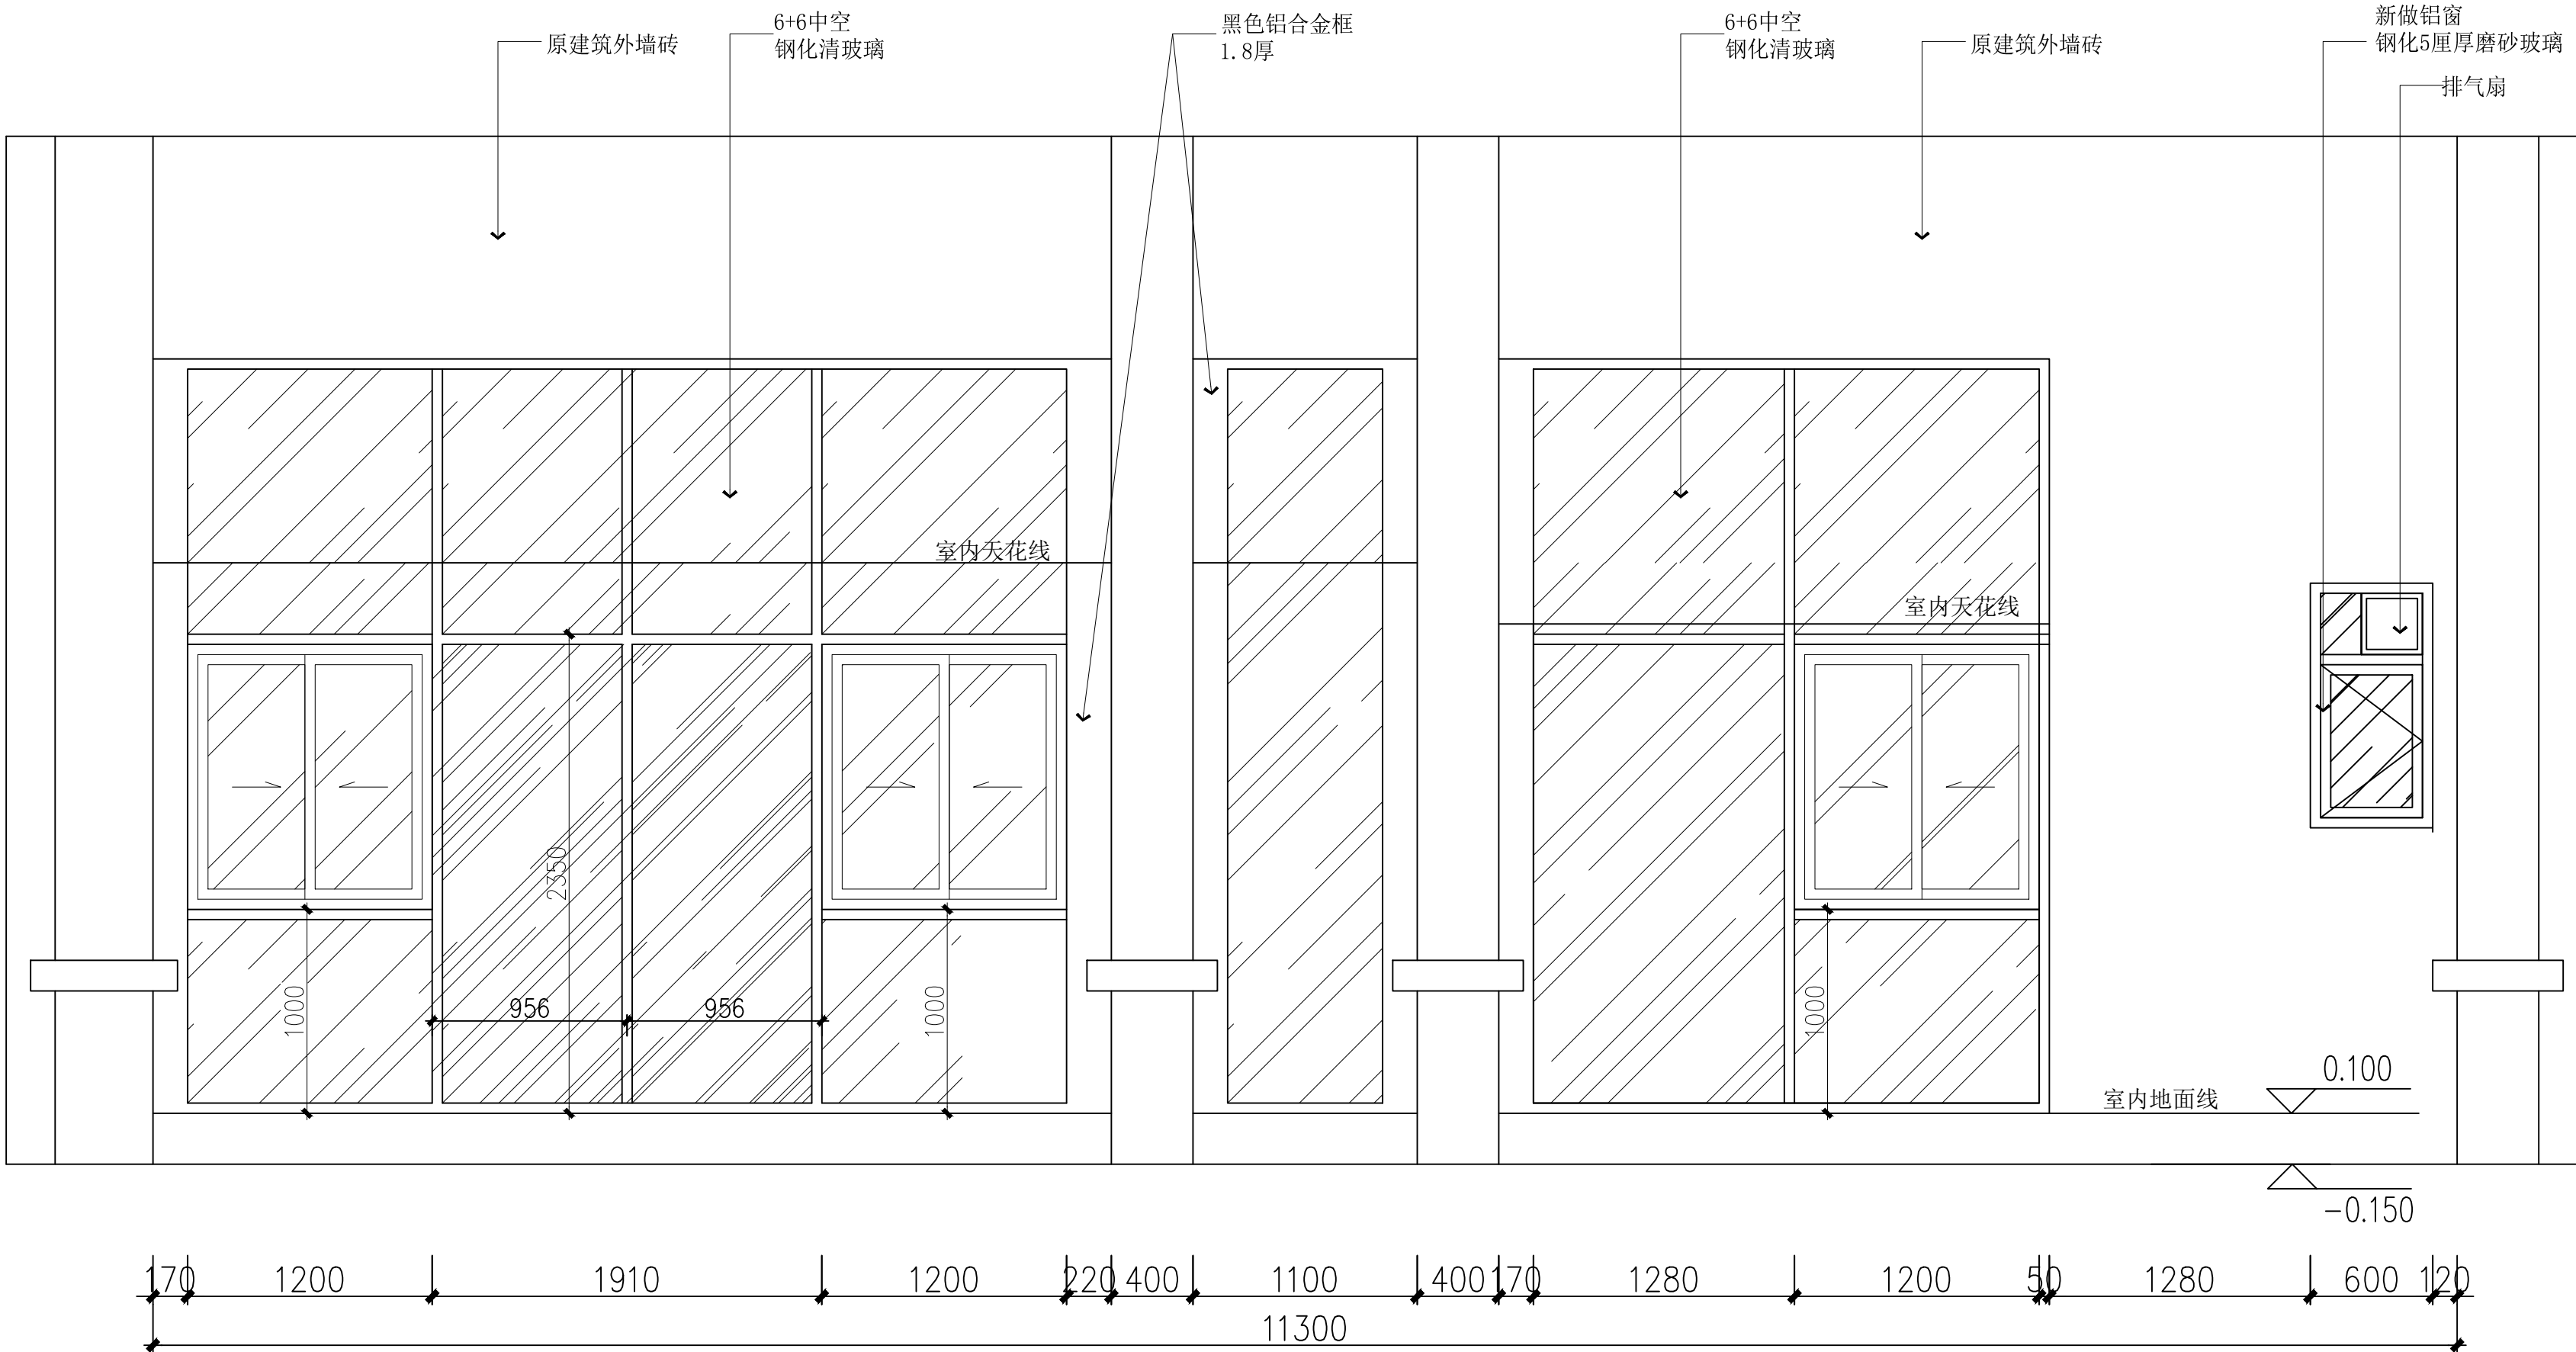 新做铝窗
钢化5厘厚磨砂玻璃
6+6中空
钢化清玻璃
黑色铝合金框
1.8厚
6+6中空
钢化清玻璃
原建筑外墙砖
原建筑外墙砖
排气扇
室内天花线
室内天花线
2350
1000
956
956
1000
1000
0.100
室内地面线
-0.150
170
1200
1910
1200
220
400
1100
400
170
1280
1200
50
1280
600
120
11300